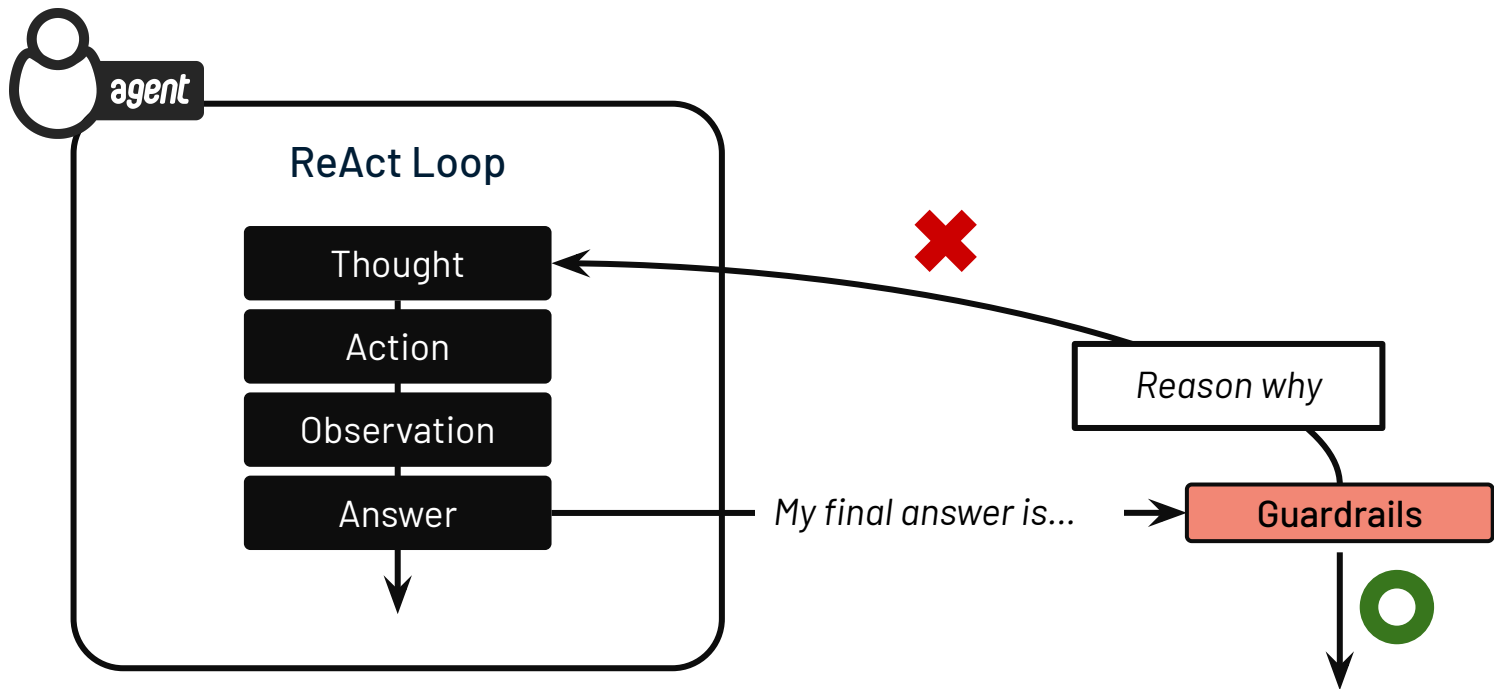 agent
ReAct Loop
Thought
Action
Observation
Answer
My final answer is...
Reason why
Guardrails